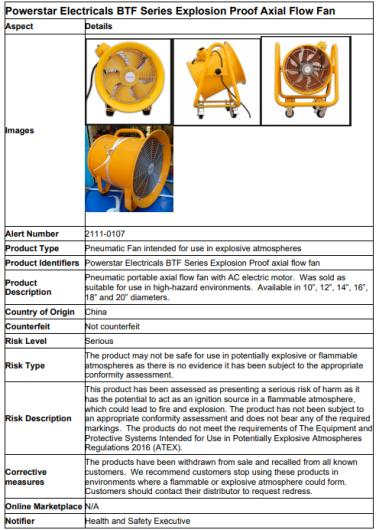 Powerstar Electricals BTF Series Explosion Proof Axial Flow Fan
Aspect
Details
Images
Alert Number
2111-0107
Product Type
Pneumatic Fan intended for use in explosive atmospheres
Product Identifiers
Powerstar Electricals BTF Series Explosion Proof axial flow fan
Product
Description
Pneumatic portable axial flow fan with AC electric motor. Was sold as
suitable for use in high-hazard environments. Available in 10", 12", 14", 16",
18" and 20" diameters.
Country of Origin
China
Counterfeit
Not counterfeit
Risk Level
Serious
Risk Type
The product may not be safe for use in potentially explosive or flammable
atmospheres as there is no evidence it has been subject to the appropriate
conformity assessment.
Risk Description
This product has been assessed as presenting a serious risk of harm as it
has the potential to act as an ignition source in a flammable atmosphere,
which could lead to fire and explosion. The product has not been subject to
an appropriate conformity assessment and does not bear any of the required
markings. The products do not meet the requirements of The Equipment and
Protective Systems Intended for Use in Potentially Explosive Atmospheres
Regulations 2016 (ATEX).
Corrective
measures
The products have been withdrawn from sale and recalled from all known
customers. We recommend customers stop using these products in
environments where a flammable or explosive atmosphere could form.
Customers should contact their distributor to request redress.
Online Marketplace
N/A
Notifier
Health and Safety Executive